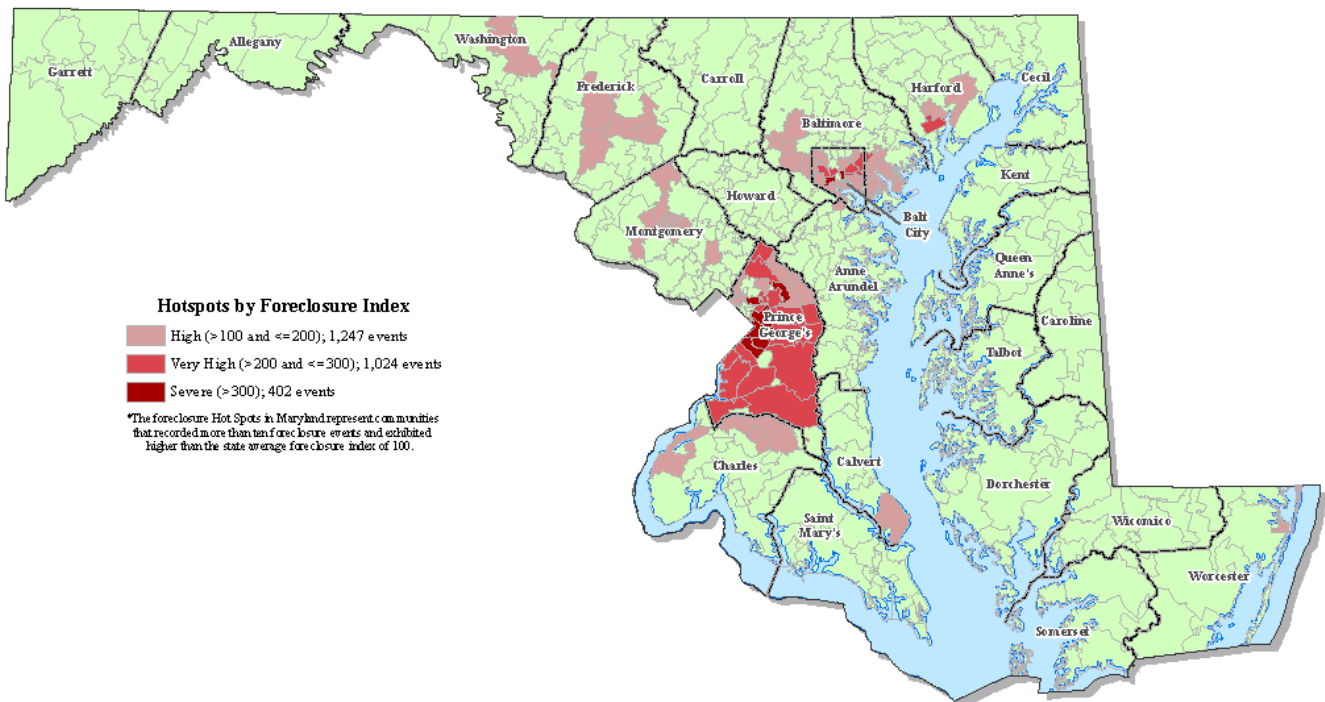 Garrett
Allegany
Washington
Frederick
Carroll
Harford
Cecil
Baltimore
Kent
Howard
Montgomery
Balt
City
Anne
Arundel
Queen
Anne's
Prince
George's
Caroline
Talbot
Hotspots by Foreclosure Index
High (>100 and <=200); 1,247 events
Very High (>200 and <=300); 1,024 events
Severe (>300); 402 events
*The foreclosure Hot Spots in Maryland represent communities
that recorded more than ten foreclosure events and exhibited
higher than the state average foreclosure index of 100.
Charles
Calvert
Dorchester
Saint
Mary's
Wicomico
Worcester
Somerset